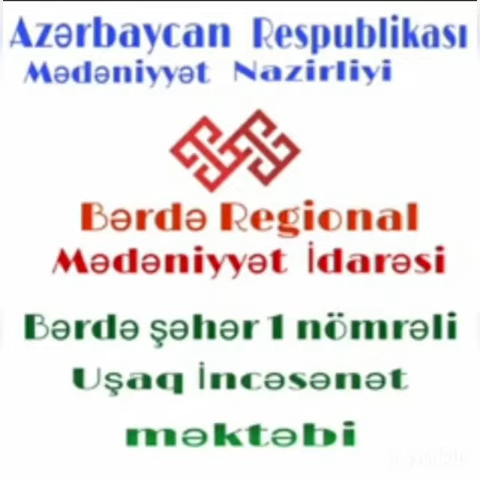 Azərbaycan Respublikası
Mədəniyyət Nazirliyi
Bərdə Regional
Mədəniyyət İdarəsi
Bərdə şəhər 1 nömrəli
Uşaq İncəsənət
məktəbi